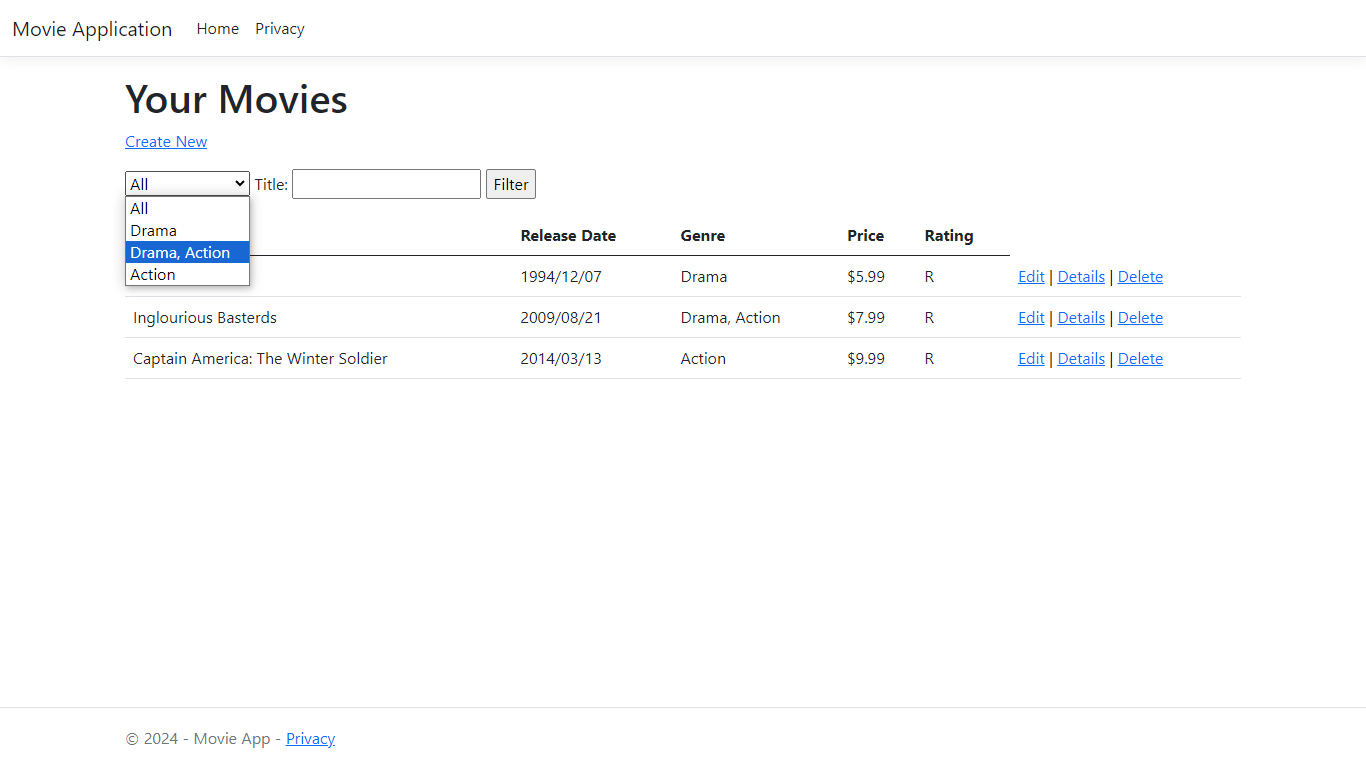 Movie Application Home Privacy
Your Movies
Create New
All Title: Filter
All
Drama
Drama, Action
Action
Release Date Genre Price Rating
1994/12/07 Drama $5.99 R Edit | Details | Delete
Inglourious Basterds 2009/08/21 Drama, Action $7.99 R Edit | Details | Delete
Captain America: The Winter Soldier 2014/03/13 Action $9.99 R Edit | Details | Delete
© 2024 - Movie App - Privacy